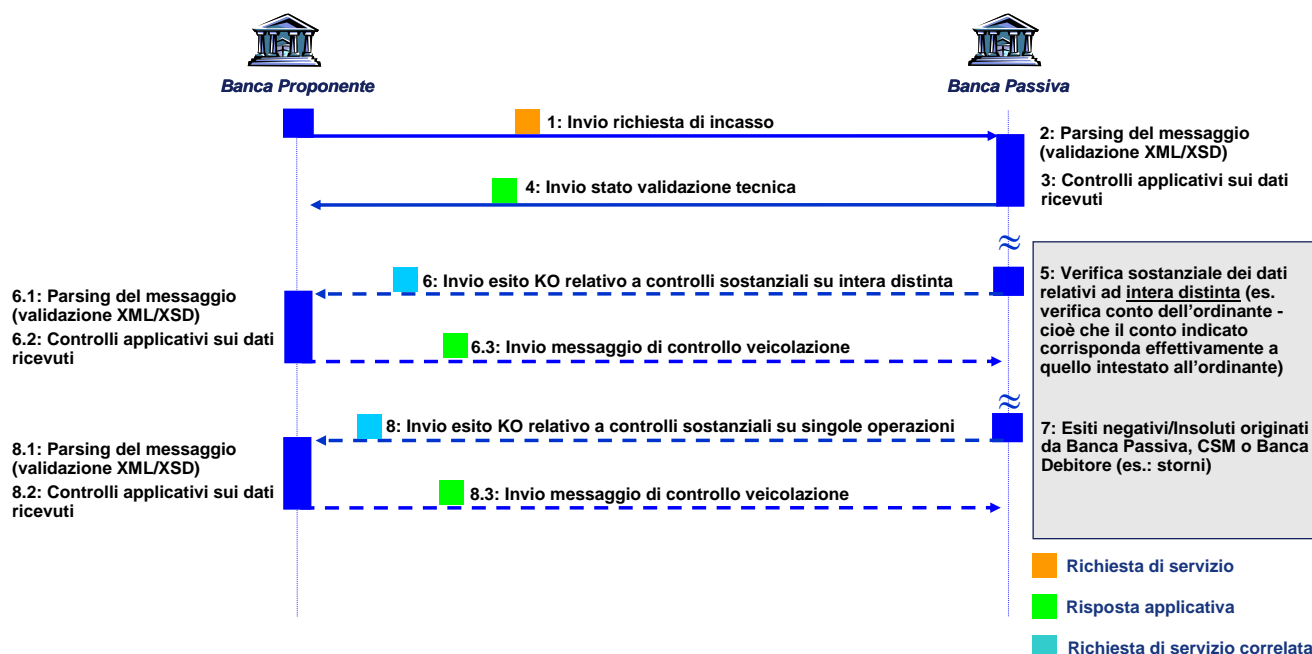 Banca Proponente
Banca Passiva
1: Invio richiesta di incasso
2: Parsing del messaggio
(validazione XML/XSD)
3: Controlli applicativi sui dati
ricevuti
4: Invio stato validazione tecnica
≈
5: Verifica sostanziale dei dati
relativi ad intera distinta (es.
verifica conto dell'ordinante -
cioè che il conto indicato
corrisponda effettivamente a
quello intestato all'ordinante)
6: Invio esito KO relativo a controlli sostanziali su intera distinta
6.1: Parsing del messaggio
(validazione XML/XSD)
6.2: Controlli applicativi sui dati
ricevuti
6.3: Invio messaggio di controllo veicolazione
≈
7: Esiti negativi/Insoluti originati
da Banca Passiva, CSM o Banca
Debitore (es.: storni)
8: Invio esito KO relativo a controlli sostanziali su singole operazioni
8.1: Parsing del messaggio
(validazione XML/XSD)
8.2: Controlli applicativi sui dati
ricevuti
8.3: Invio messaggio di controllo veicolazione
Richiesta di servizio
Risposta applicativa
Richiesta di servizio correlata